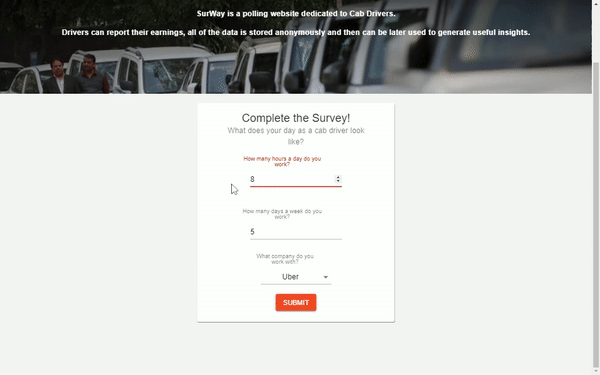 SurWay is a polling website dedicated to Cab Drivers.
Drivers can report their earnings, all of the data is stored anonymously and then can be later used to generate useful insights.
Complete the Survey!
What does your day as a cab driver look
like?
How many hours a day do you
work?
8
How many days a week do you
work?
5
What company do you
work with?
Uber
SUBMIT